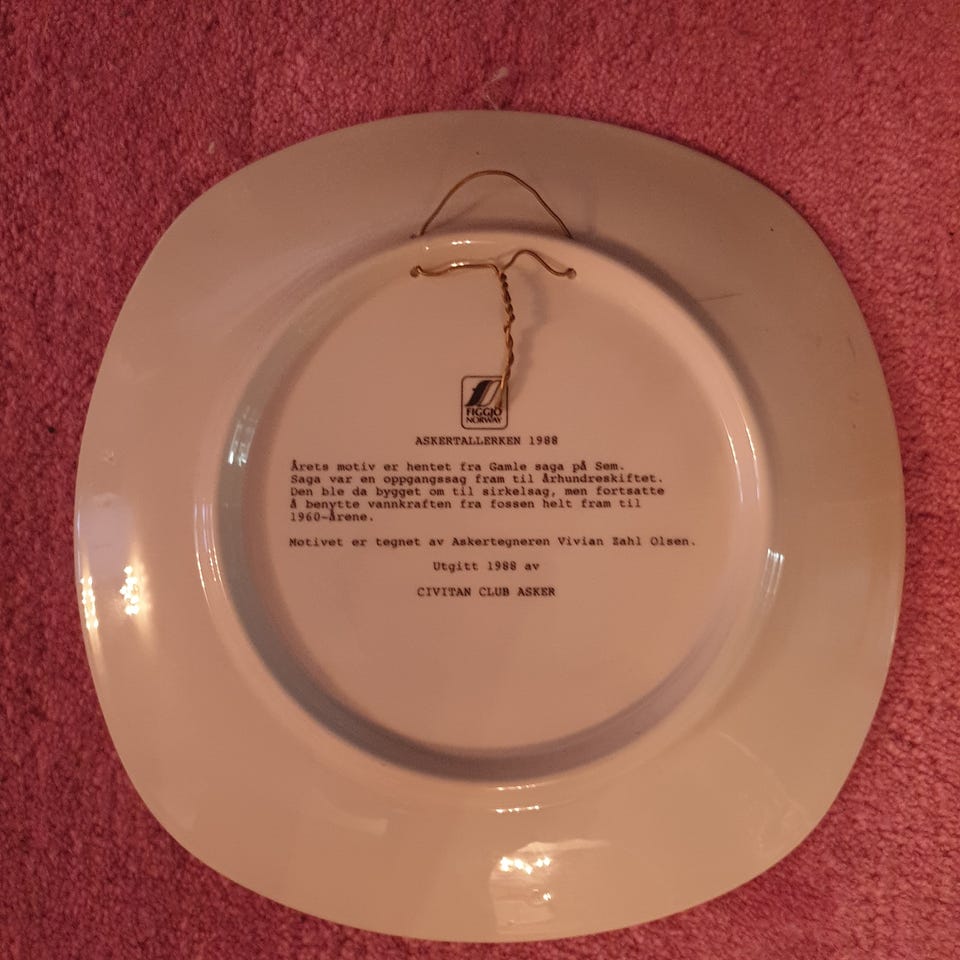 FIGGJO
NORWAY
ASKERTALLERKEN 1988
Årets motiv er hentet fra Gamle saga på Sem.
Saga var en oppgangssag fram til århundreskiftet.
Den ble da bygget om til sirkelsag, men fortsatte
å benytte vannkraften fra fossen helt fram til
1960-årene.
Motivet er tegnet av Askertegneren Vivian Zahl Olsen.
Utgitt 1988 av
CIVITAN CLUB ASKER